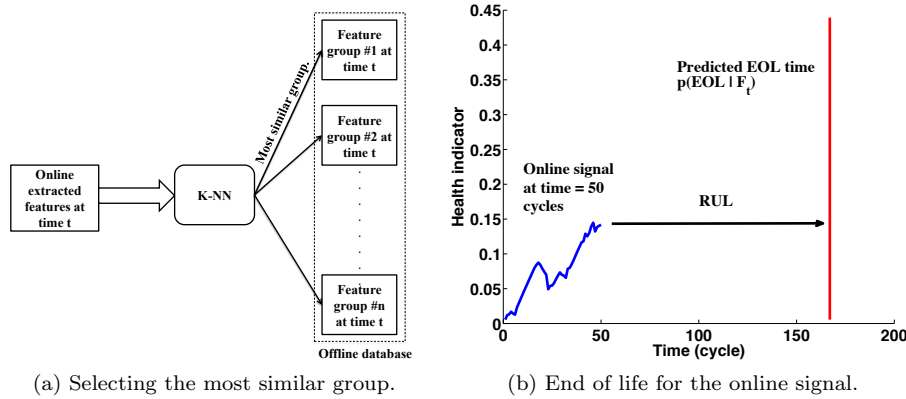 Feature
group #1 at
time t
Most similar group.
Feature
group #2 at
time t
Online
extracted
features at
time t
K-NN
Feature
group #n
at time t
Offline database
(a) Selecting the most similar group.
0.45
0.4
0.35
0.3
0.25
0.2
0.15
0.1
0.05
0
Health indicator
Predicted EOL time
p(EOL | F_t)
Online signal
at time = 50
cycles
RUL
0 50 100 150 200
Time (cycle)
(b) End of life for the online signal.